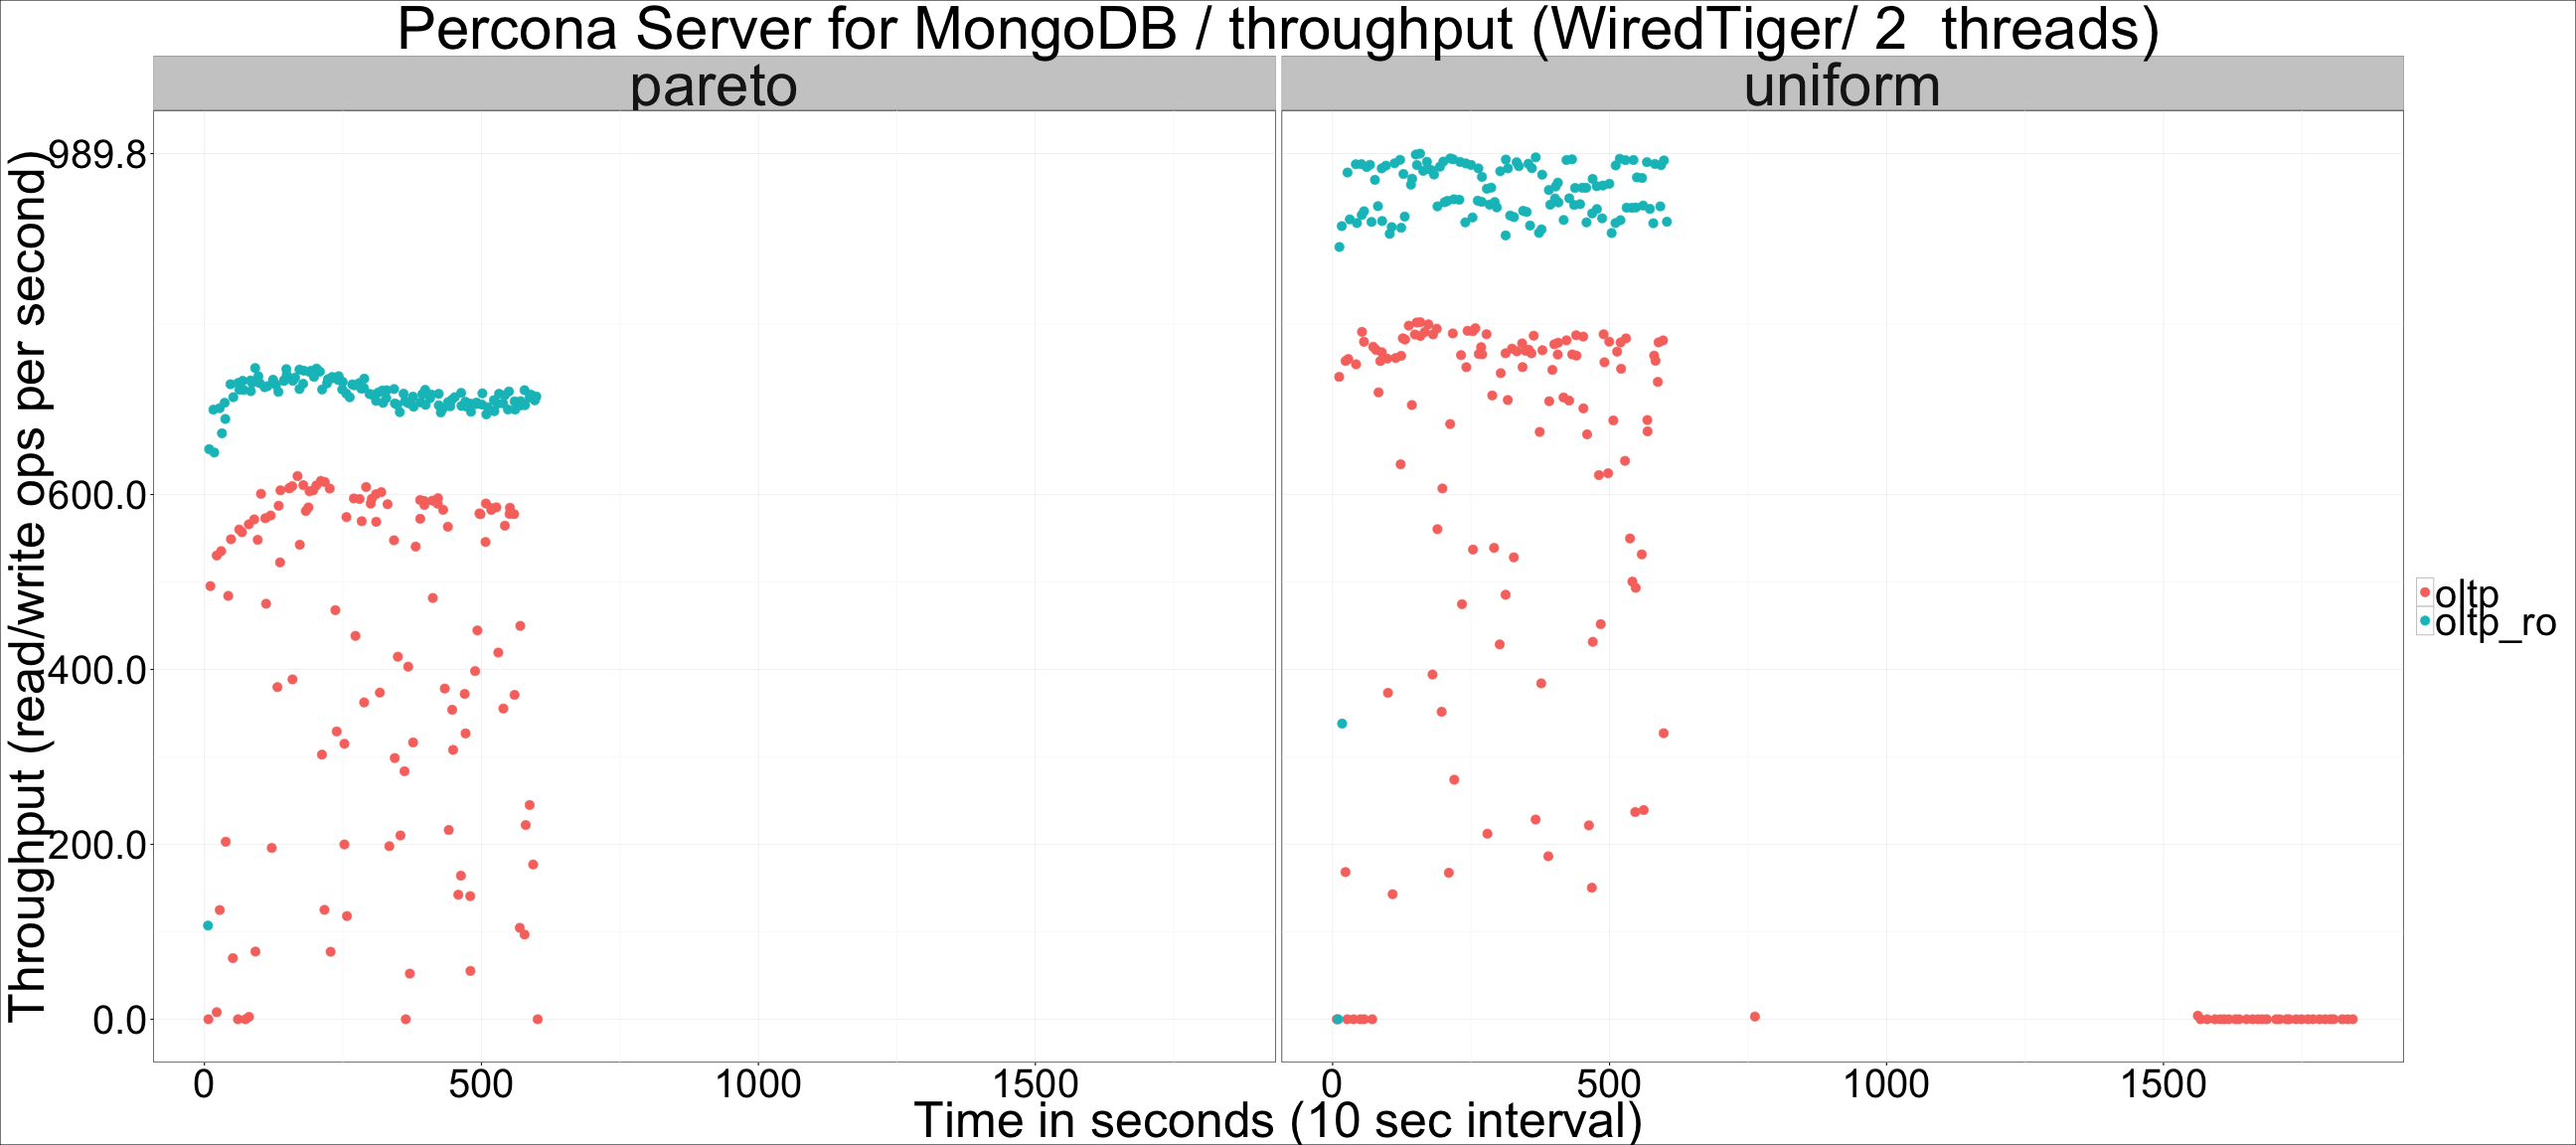 Percona Server for MongoDB / throughput (WiredTiger/ 2  threads)
pareto
uniform
Throughput (read/write ops per second)
989.8
600.0
400.0
200.0
0.0
0 500 1000 1500
0 500 1000 1500
Time in seconds (10 sec interval)
oltp
oltp_ro